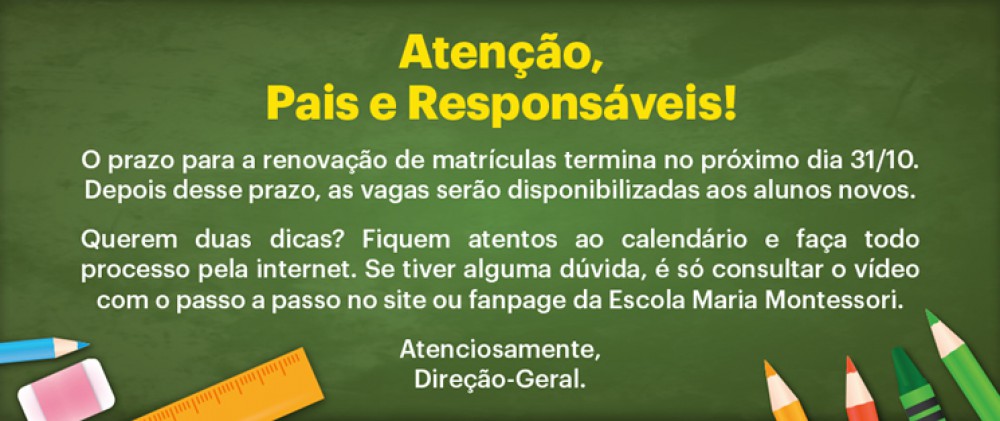 Atenção,
Pais e Responsáveis!
O prazo para a renovação de matrículas termina no próximo dia 31/10.
Depois desse prazo, as vagas serão disponibilizadas aos alunos novos.
Querem duas dicas? Fiquem atentos ao calendário e faça todo
processo pela internet. Se tiver alguma dúvida, é só consultar o vídeo
com o passo a passo no site ou fanpage da Escola Maria Montessori.
Atenciosamente,
Direção-Geral.